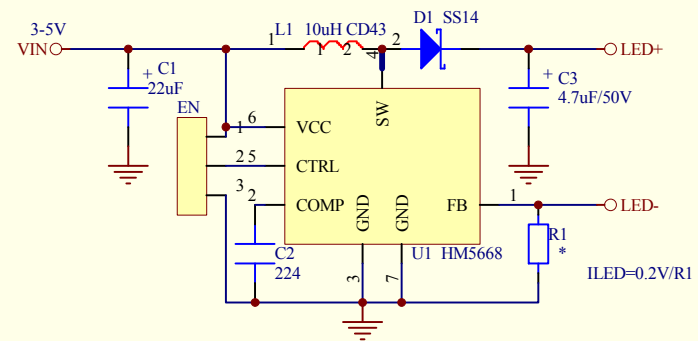 3-5V
VIN
L1 10uH CD43
D1 SS14
1 1 2 4 2
LED+
+ C1
22uF
+ C3
4.7uF/50V
EN
SW
1 6 VCC
2 5 CTRL
3 2 COMP
GND
GND
FB 1
LED-
U1 HM5668
C2
224
3
7
R1
*
ILED=0.2V/R1